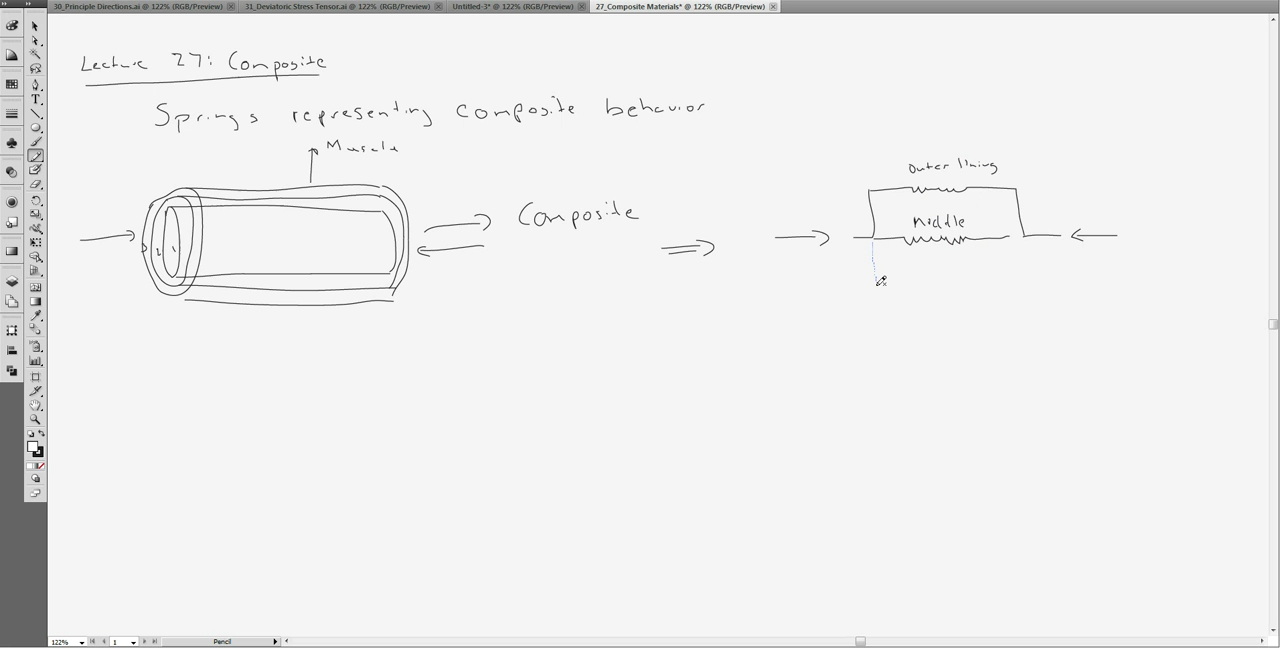 30_Principle Directions.ai @ 122% (RGB/Preview)
31_Deviatoric Stress Tensor.ai @ 122% (RGB/Preview)
Untitled-3* @ 122% (RGB/Preview)
27_Composite Materials* @ 122% (RGB/Preview)
Lecture 27: Composite
Springs representing composite behavior
Muscle
Composite
Outer lining
Middle
122%
1
Pencil